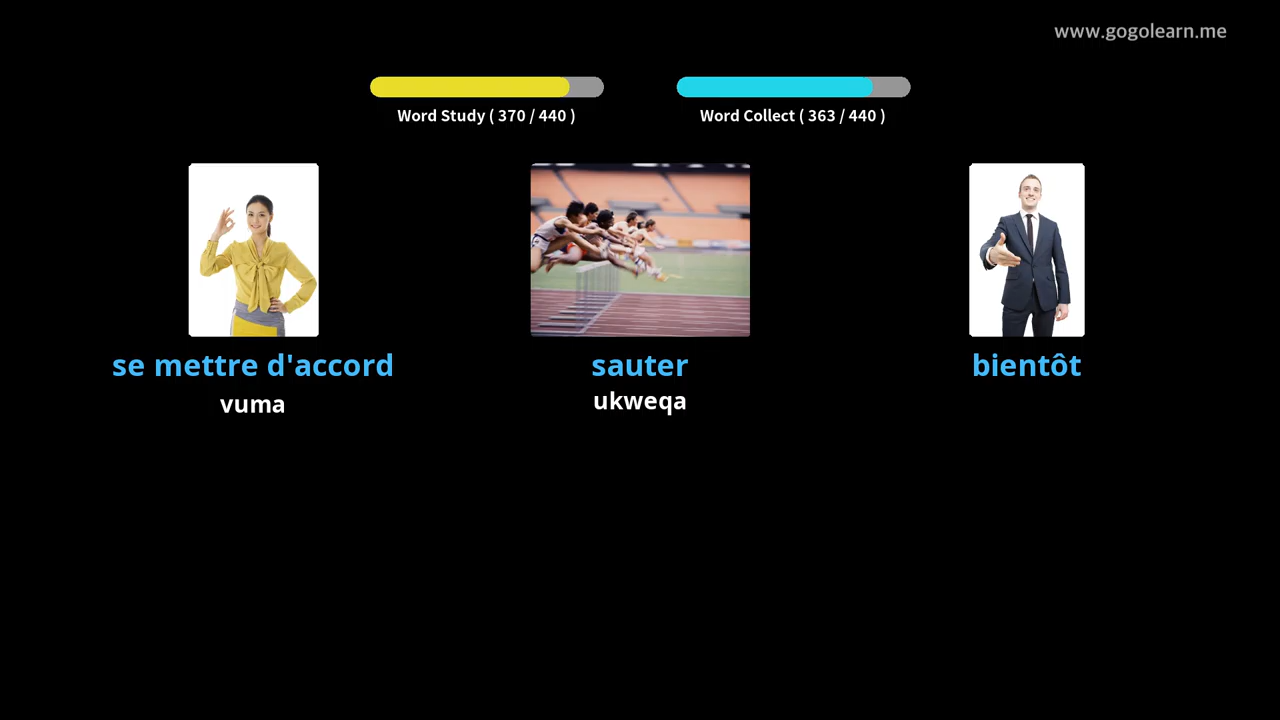 www.gogolearn.me
Word Study ( 370 / 440 )
Word Collect ( 363 / 440 )
se mettre d'accord
vuma
sauter
ukweqa
bientôt